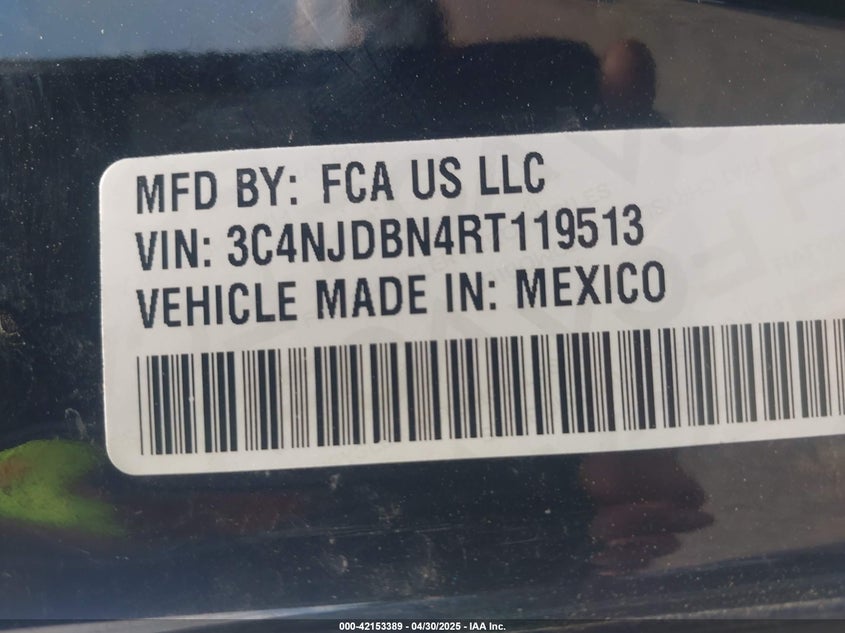 MFD BY: FCA US LLC
VIN: 3C4NJDBN4RT119513
VEHICLE MADE IN: MEXICO
000-42153389 - 04/30/2025 - IAA Inc.